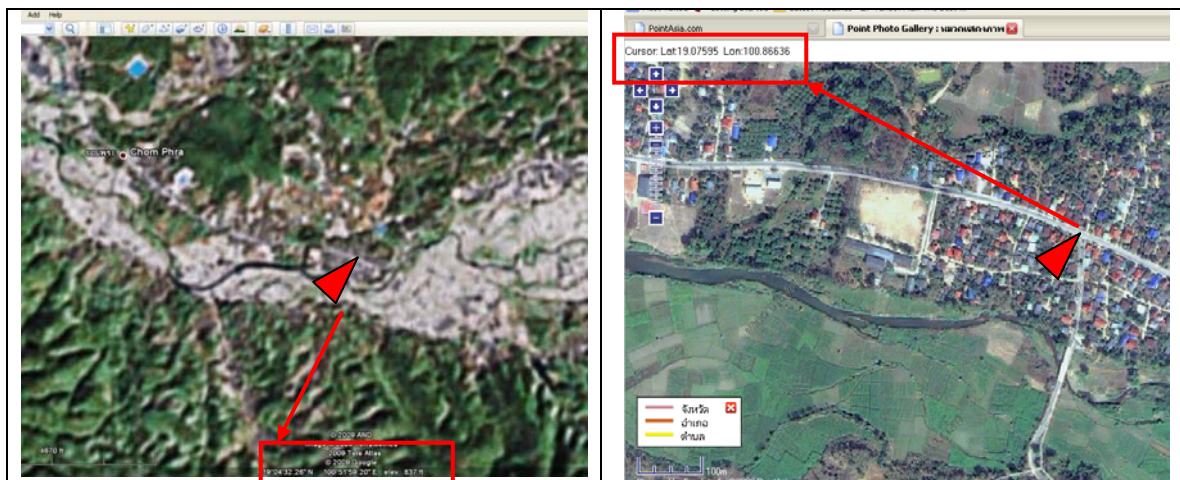 Add Help
Chom Phra
© 2009 AND
2009 Tele Atlas
© 2009 Google
19°04'32.26" N 100°51'59.20" E elev 837 ft
PointAsia.com
Point Photo Gallery :
Cursor: Lat:19.07595 Lon:100.86636
จังหวัด
อำเภอ
ตำบล
100m